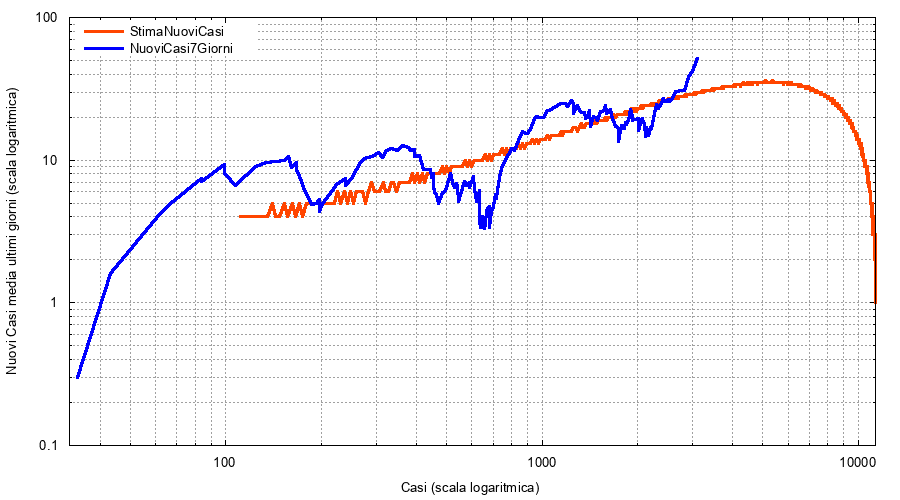 100
StimaNuoviCasi
NuoviCasi7Giorni
10
1
0.1
100
1000
10000
Nuovi Casi media ultimi giorni (scala logaritmica)
Casi (scala logaritmica)